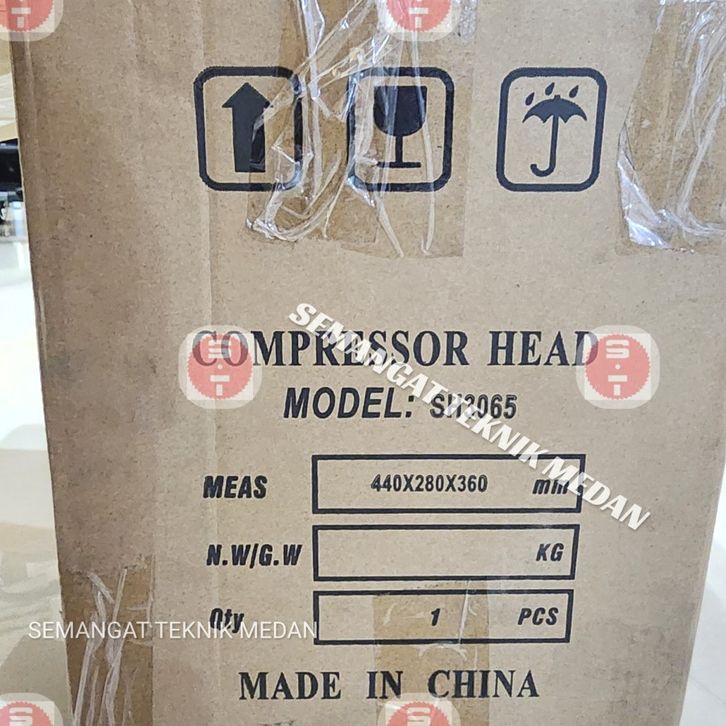 COMPRESSOR HEAD
MODEL: SH3065
MEAS 440X280X360 mm
N.W/G.W KG
Qty 1 PCS
MADE IN CHINA
SEMANGAT TEKNIK MEDAN
SEMANGAT TEKNIK MEDAN
S
T
S
T